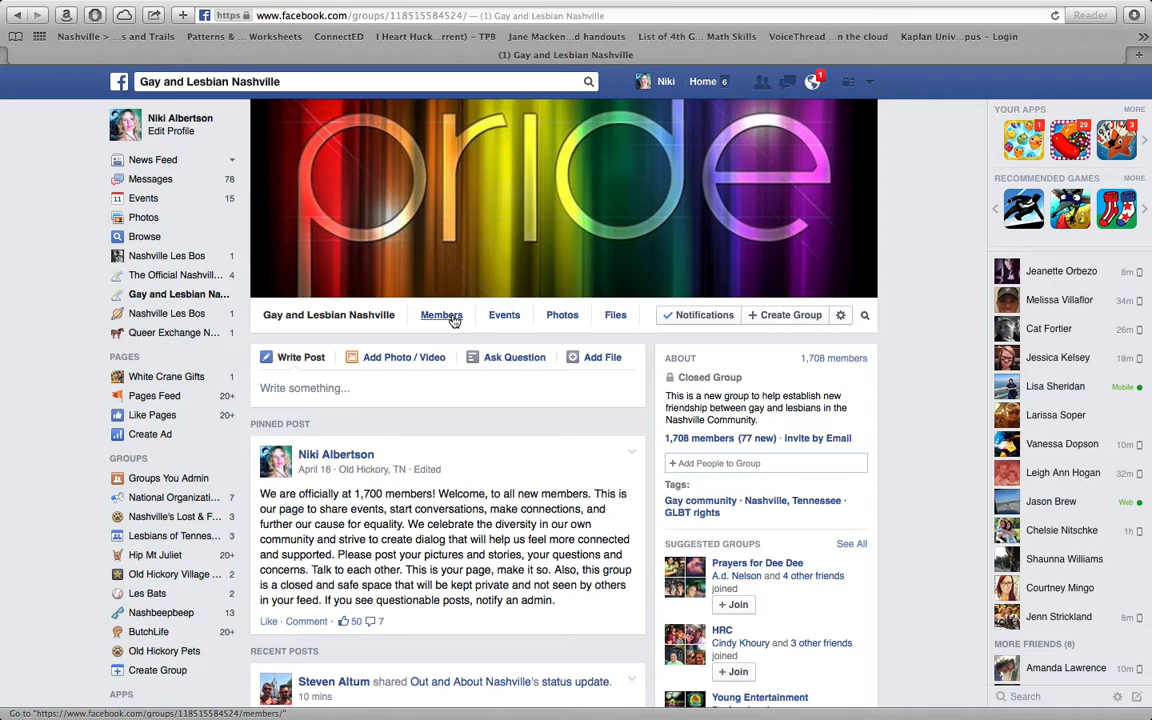 https www.facebook.com/groups/118515584524/ — (1) Gay and Lesbian Nashville
Reader
Nashville > ...s and Trails
Patterns & ... Worksheets
ConnectED
I Heart Huck...rrent) - TPB
Jane Macken...d handouts
List of 4th G... Math Skills
VoiceThread ...n the cloud
Kaplan Univ...pus - Login
(1) Gay and Lesbian Nashville
Gay and Lesbian Nashville
Niki
Home 6
1
Niki Albertson
Edit Profile
News Feed
Messages 78
11 Events 15
Photos
Browse
Nashville Les Bos 1
The Official Nashvill... 4
Gay and Lesbian Na...
Nashville Les Bos 1
Queer Exchange N... 1
PAGES
White Crane Gifts 1
Pages Feed 20+
Like Pages 20+
Create Ad
GROUPS
Groups You Admin
National Organizati... 7
Nashville's Lost & F... 3
Lesbians of Tennes... 3
Hip Mt Juliet 20+
Old Hickory Village ... 2
Les Bats 2
Nashbeepbeep 13
ButchLife 20+
Old Hickory Pets
Create Group
APPS
pride
Gay and Lesbian Nashville
Members
Events
Photos
Files
Notifications
+ Create Group
Write Post
Add Photo / Video
Ask Question
Add File
Write something...
PINNED POST
Niki Albertson
April 16 · Old Hickory, TN · Edited
We are officially at 1,700 members! Welcome, to all new members. This is
our page to share events, start conversations, make connections, and
further our cause for equality. We celebrate the diversity in our own
community and strive to create dialog that will help us feel more connected
and supported. Please post your pictures and stories, your questions and
concerns. Talk to each other. This is your page, make it so. Also, this group
is a closed and safe space that will be kept private and not seen by others
in your feed. If you see questionable posts, notify an admin.
Like · Comment · 50 7
RECENT POSTS
Steven Altum shared Out and About Nashville's status update.
10 mins
ABOUT
1,708 members
Closed Group
This is a new group to help establish new
friendship between gay and lesbians in the
Nashville Community.
1,708 members (77 new) · Invite by Email
+ Add People to Group
Tags:
Gay community · Nashville, Tennessee ·
GLBT rights
SUGGESTED GROUPS
See All
Prayers for Dee Dee
A.d. Nelson and 4 other friends
joined
+ Join
HRC
Cindy Khoury and 3 other friends
joined
+ Join
Young Entertainment
YOUR APPS
MORE
1
29
3
RECOMMENDED GAMES
MORE
Jeanette Orbezo 8m
Melissa Villaflor 34m
Cat Fortier 26m
Jessica Kelsey 18m
Lisa Sheridan Mobile
Larissa Soper
Vanessa Dopson 10m
Leigh Ann Hogan 32m
Jason Brew Web
Chelsie Nitschke 1h
Shaunna Williams
Courtney Mingo
Jenn Strickland 8m
MORE FRIENDS (8)
Amanda Lawrence 10m
Search
Go to "https://www.facebook.com/groups/118515584524/members/"